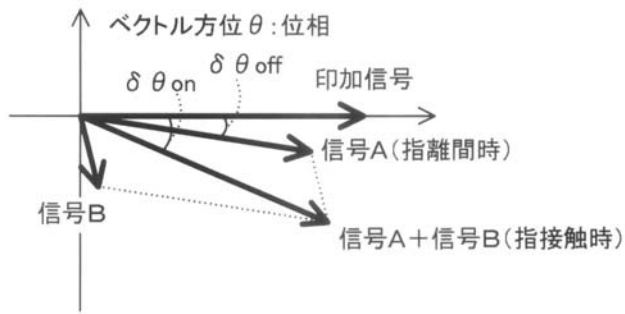 ベクトル方位θ:位相
δθoff
δθon
印加信号
信号A(指離間時)
信号B
信号A+信号B(指接触時)